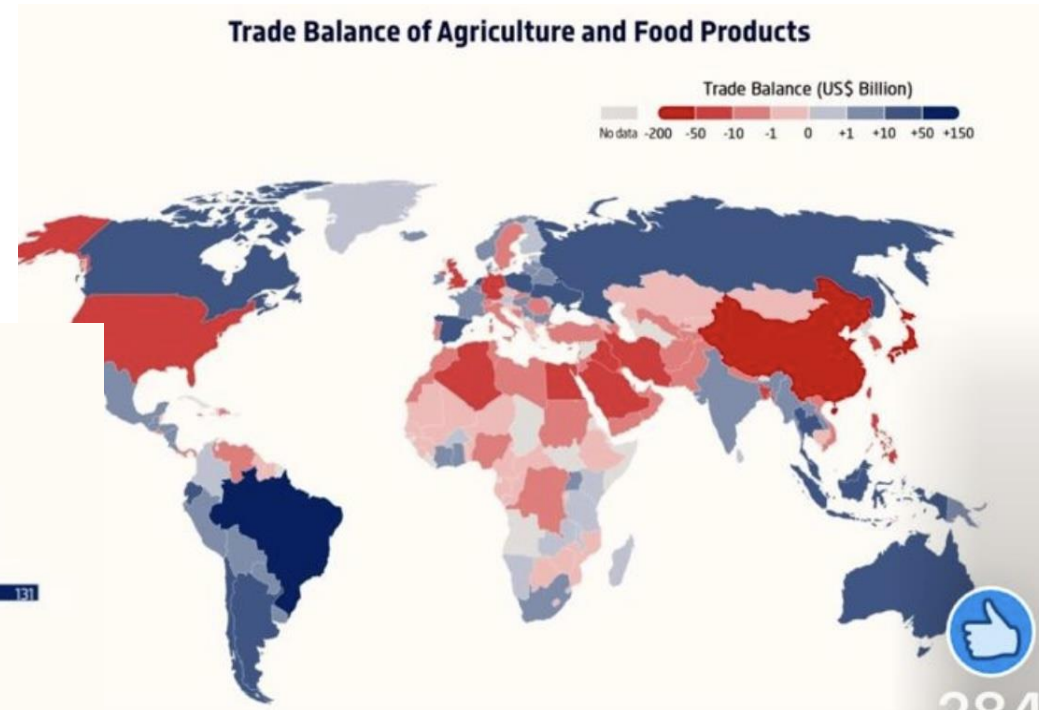 Trade Balance of Agriculture and Food Products
Trade Balance (US$ Billion)
No data -200 -50 -10 -1 0 +1 +10 +50 +150
131
284